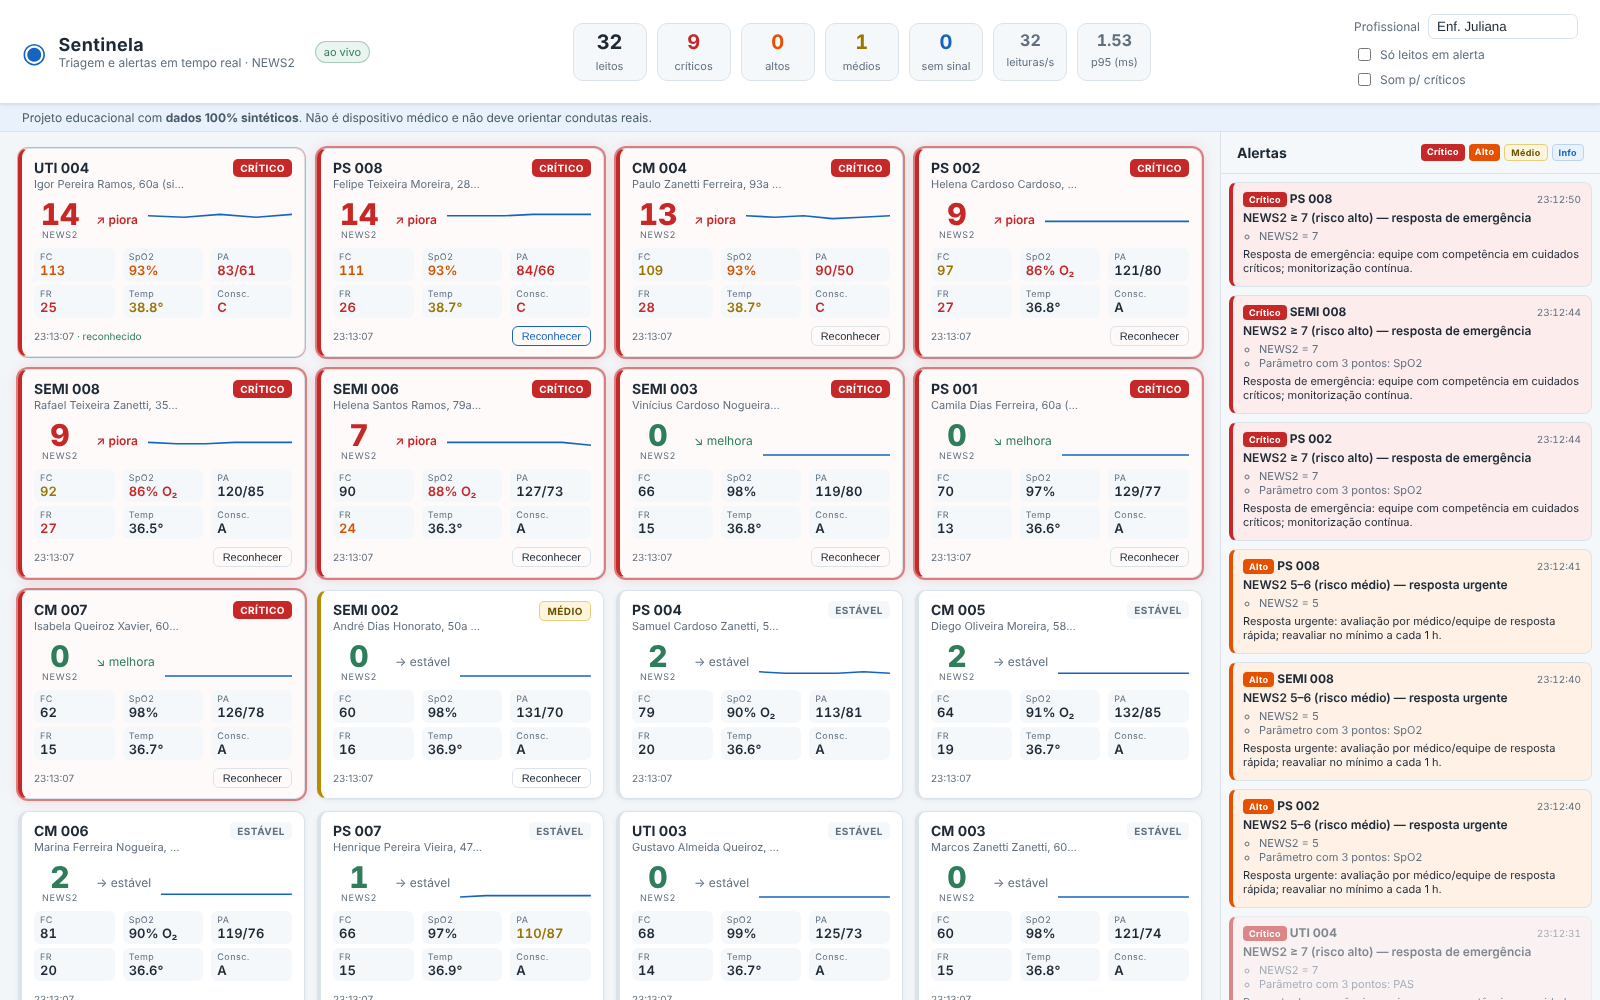 Sentinela
Triagem e alertas em tempo real · NEWS2
ao vivo
32
leitos
9
críticos
0
altos
1
médios
0
sem sinal
32
leituras/s
1.53
p95 (ms)
Profissional
Enf. Juliana
Só leitos em alerta
Som p/ críticos
Projeto educacional com dados 100% sintéticos. Não é dispositivo médico e não deve orientar condutas reais.
UTI 004 CRÍTICO
Igor Pereira Ramos, 60a (si...
14 ↗ piora
NEWS2
FC SpO2 PA
113 93% 83/61
FR Temp Consc.
25 38.8° C
23:13:07 · reconhecido
PS 008 CRÍTICO
Felipe Teixeira Moreira, 28...
14 ↗ piora
NEWS2
FC SpO2 PA
111 93% 84/66
FR Temp Consc.
26 38.7° C
23:13:07 Reconhecer
CM 004 CRÍTICO
Paulo Zanetti Ferreira, 93a ...
13 ↗ piora
NEWS2
FC SpO2 PA
109 93% 90/50
FR Temp Consc.
28 38.7° C
23:13:07 Reconhecer
PS 002 CRÍTICO
Helena Cardoso Cardoso, ...
9 ↗ piora
NEWS2
FC SpO2 PA
97 86% O₂ 121/80
FR Temp Consc.
27 36.8° A
23:13:07 Reconhecer
SEMI 008 CRÍTICO
Rafael Teixeira Zanetti, 35...
9 ↗ piora
NEWS2
FC SpO2 PA
92 86% O₂ 120/85
FR Temp Consc.
27 36.5° A
23:13:07 Reconhecer
SEMI 006 CRÍTICO
Helena Santos Ramos, 79a...
7 ↗ piora
NEWS2
FC SpO2 PA
90 88% O₂ 127/73
FR Temp Consc.
24 36.3° A
23:13:07 Reconhecer
SEMI 003 CRÍTICO
Vinícius Cardoso Nogueira...
0 ↘ melhora
NEWS2
FC SpO2 PA
66 98% 119/80
FR Temp Consc.
15 36.8° A
23:13:07 Reconhecer
PS 001 CRÍTICO
Camila Dias Ferreira, 60a (...
0 ↘ melhora
NEWS2
FC SpO2 PA
70 97% 129/77
FR Temp Consc.
13 36.6° A
23:13:07 Reconhecer
CM 007 CRÍTICO
Isabela Queiroz Xavier, 60...
0 ↘ melhora
NEWS2
FC SpO2 PA
62 98% 126/78
FR Temp Consc.
15 36.7° A
23:13:07 Reconhecer
SEMI 002 MÉDIO
André Dias Honorato, 50a ...
0 → estável
NEWS2
FC SpO2 PA
60 98% 131/70
FR Temp Consc.
16 36.9° A
23:13:07 Reconhecer
PS 004 ESTÁVEL
Samuel Cardoso Zanetti, 5...
2 → estável
NEWS2
FC SpO2 PA
79 90% O₂ 113/81
FR Temp Consc.
20 36.6° A
23:13:07
CM 005 ESTÁVEL
Diego Oliveira Moreira, 58...
2 → estável
NEWS2
FC SpO2 PA
64 91% O₂ 132/85
FR Temp Consc.
19 36.7° A
23:13:07
CM 006 ESTÁVEL
Marina Ferreira Nogueira, ...
2 → estável
NEWS2
FC SpO2 PA
81 90% O₂ 119/76
FR Temp Consc.
20 36.6° A
23:13:07
PS 007 ESTÁVEL
Henrique Pereira Vieira, 47...
1 → estável
NEWS2
FC SpO2 PA
66 97% 110/87
FR Temp Consc.
15 36.9° A
23:13:07
UTI 003 ESTÁVEL
Gustavo Almeida Queiroz, ...
0 → estável
NEWS2
FC SpO2 PA
68 99% 125/73
FR Temp Consc.
14 36.7° A
23:13:07
CM 003 ESTÁVEL
Marcos Zanetti Zanetti, 60...
0 → estável
NEWS2
FC SpO2 PA
60 98% 121/74
FR Temp Consc.
15 36.8° A
23:13:07
Alertas Crítico Alto Médio Info
Crítico PS 008 23:12:50
NEWS2 ≥ 7 (risco alto) — resposta de emergência
NEWS2 = 7
Resposta de emergência: equipe com competência em cuidados
críticos; monitorização contínua.
Crítico SEMI 008 23:12:44
NEWS2 ≥ 7 (risco alto) — resposta de emergência
NEWS2 = 7
Parâmetro com 3 pontos: SpO2
Resposta de emergência: equipe com competência em cuidados
críticos; monitorização contínua.
Crítico PS 002 23:12:44
NEWS2 ≥ 7 (risco alto) — resposta de emergência
NEWS2 = 7
Parâmetro com 3 pontos: SpO2
Resposta de emergência: equipe com competência em cuidados
críticos; monitorização contínua.
Alto PS 008 23:12:41
NEWS2 5–6 (risco médio) — resposta urgente
NEWS2 = 5
Resposta urgente: avaliação por médico/equipe de resposta
rápida; reavaliar no mínimo a cada 1 h.
Alto SEMI 008 23:12:40
NEWS2 5–6 (risco médio) — resposta urgente
NEWS2 = 5
Parâmetro com 3 pontos: SpO2
Resposta urgente: avaliação por médico/equipe de resposta
rápida; reavaliar no mínimo a cada 1 h.
Alto PS 002 23:12:40
NEWS2 5–6 (risco médio) — resposta urgente
NEWS2 = 5
Parâmetro com 3 pontos: SpO2
Resposta urgente: avaliação por médico/equipe de resposta
rápida; reavaliar no mínimo a cada 1 h.
Crítico UTI 004 23:12:31
NEWS2 ≥ 7 (risco alto) — resposta de emergência
NEWS2 = 7
Parâmetro com 3 pontos: PAS